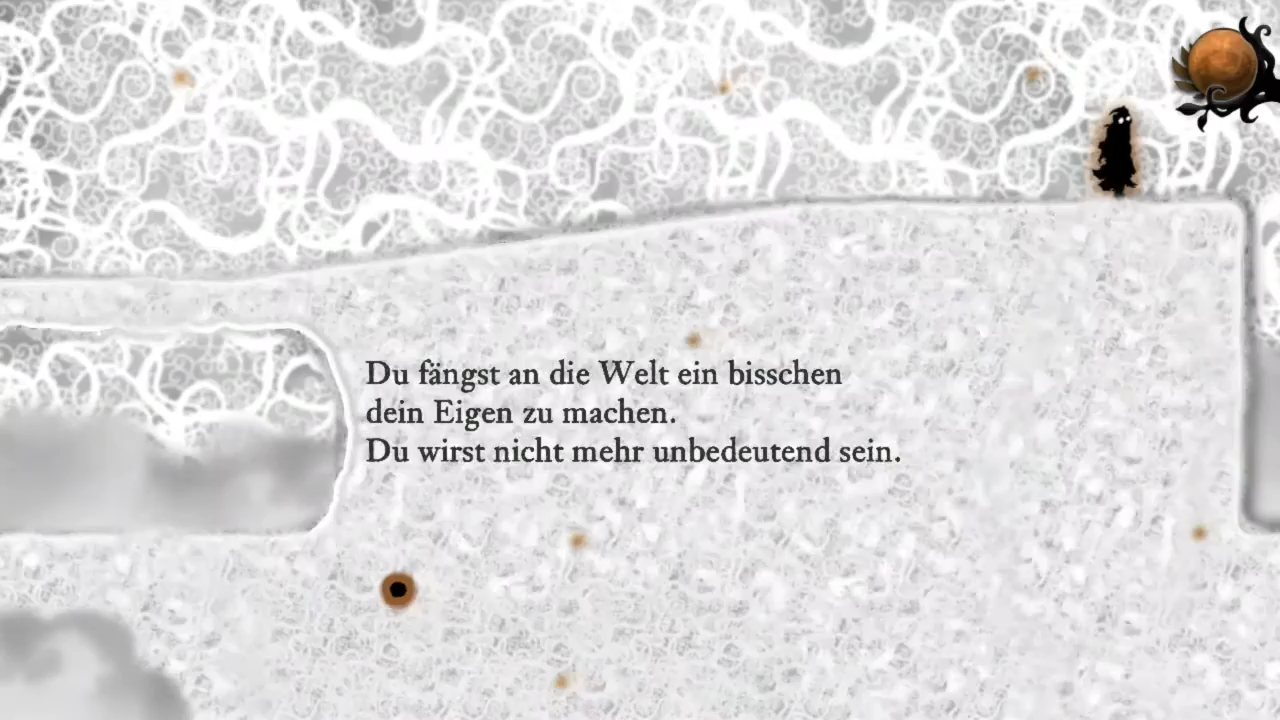 Du fängst an die Welt ein bisschen
dein Eigen zu machen.
Du wirst nicht mehr unbedeutend sein.